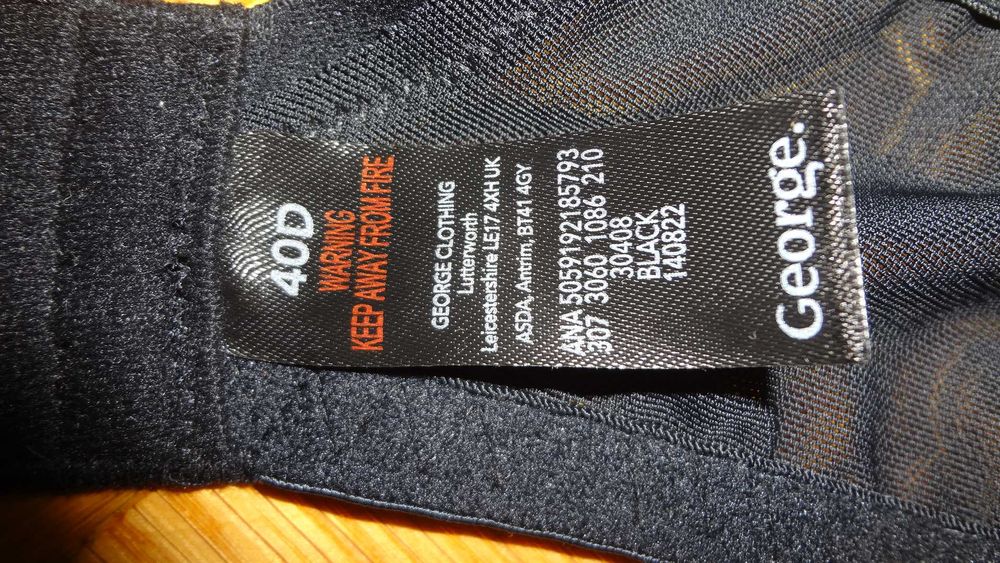 40D
WARNING
KEEP AWAY FROM FIRE
GEORGE CLOTHING
Lutterworth
Leicestershire LE17 4XH UK
ASDA, Antrim, BT41 4GY
ANA 5059192185793
307 3060 1086 210
30408
BLACK
140822
George.